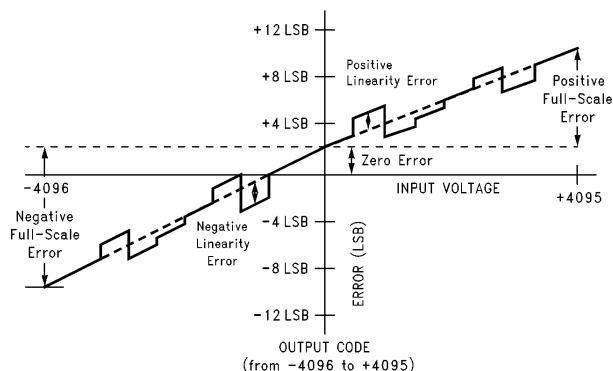 +12 LSB
Positive
Linearity Error
+8 LSB
Positive
Full-Scale
Error
+4 LSB
Zero Error
-4096
INPUT VOLTAGE
+4095
Negative
Full-Scale
Error
Negative
Linearity
Error
-4 LSB
-8 LSB
-12 LSB
ERROR (LSB)
OUTPUT CODE
(from -4096 to +4095)